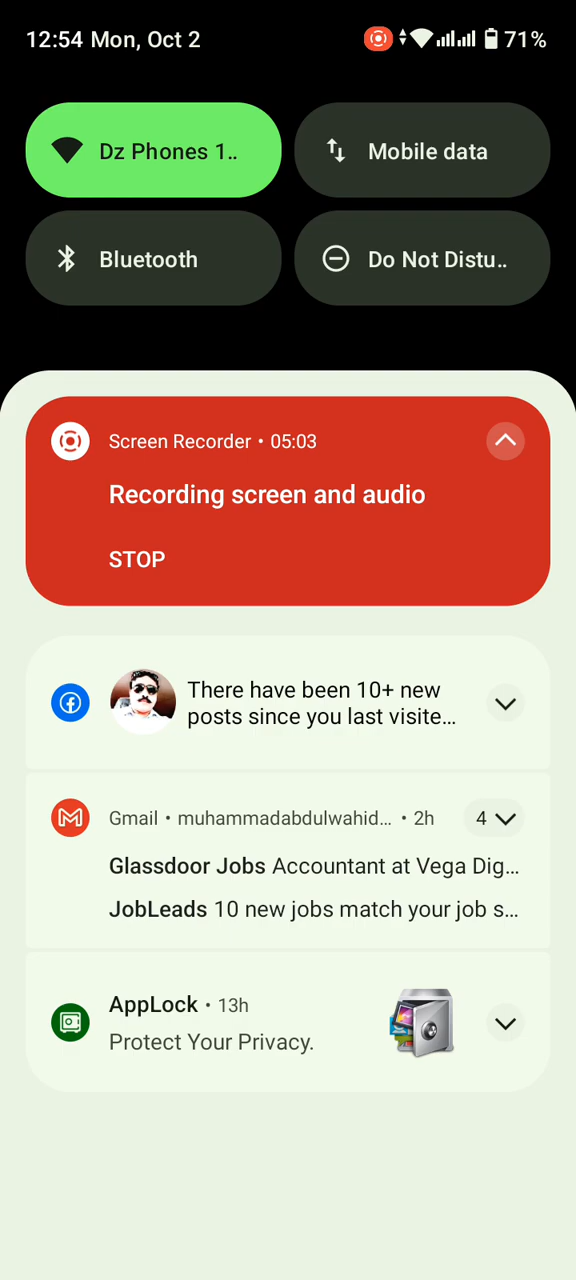 12:54 Mon, Oct 2 71%
Dz Phones 1.. Mobile data
Bluetooth Do Not Distu..
Screen Recorder • 05:03
Recording screen and audio
STOP
There have been 10+ new
posts since you last visite...
Gmail • muhammadabdulwahid... • 2h 4
Glassdoor Jobs Accountant at Vega Dig...
JobLeads 10 new jobs match your job s...
AppLock • 13h
Protect Your Privacy.